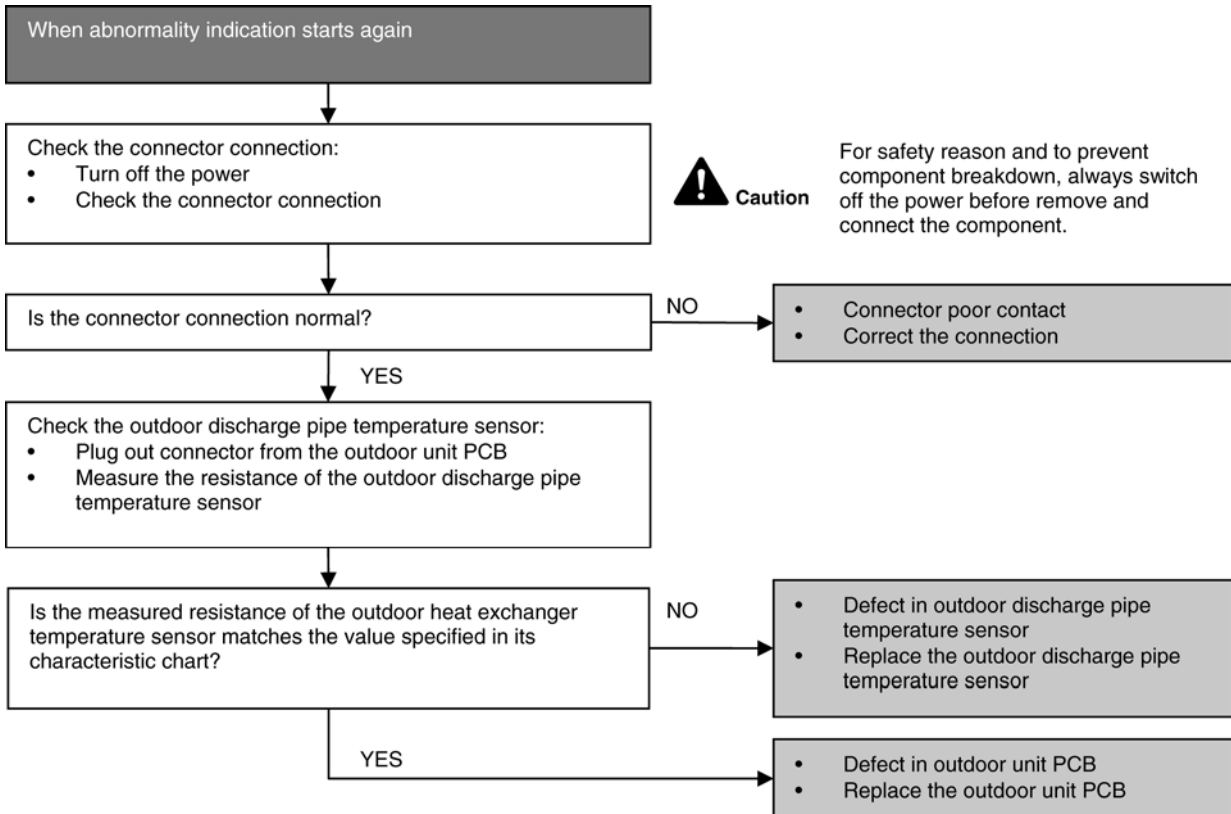 When abnormality indication starts again
Check the connector connection:
• Turn off the power
• Check the connector connection
Caution
For safety reason and to prevent
component breakdown, always switch
off the power before remove and
connect the component.
Is the connector connection normal?
NO
• Connector poor contact
• Correct the connection
YES
Check the outdoor discharge pipe temperature sensor:
• Plug out connector from the outdoor unit PCB
• Measure the resistance of the outdoor discharge pipe
temperature sensor
Is the measured resistance of the outdoor heat exchanger
temperature sensor matches the value specified in its
characteristic chart?
NO
• Defect in outdoor discharge pipe
temperature sensor
• Replace the outdoor discharge pipe
temperature sensor
YES
• Defect in outdoor unit PCB
• Replace the outdoor unit PCB